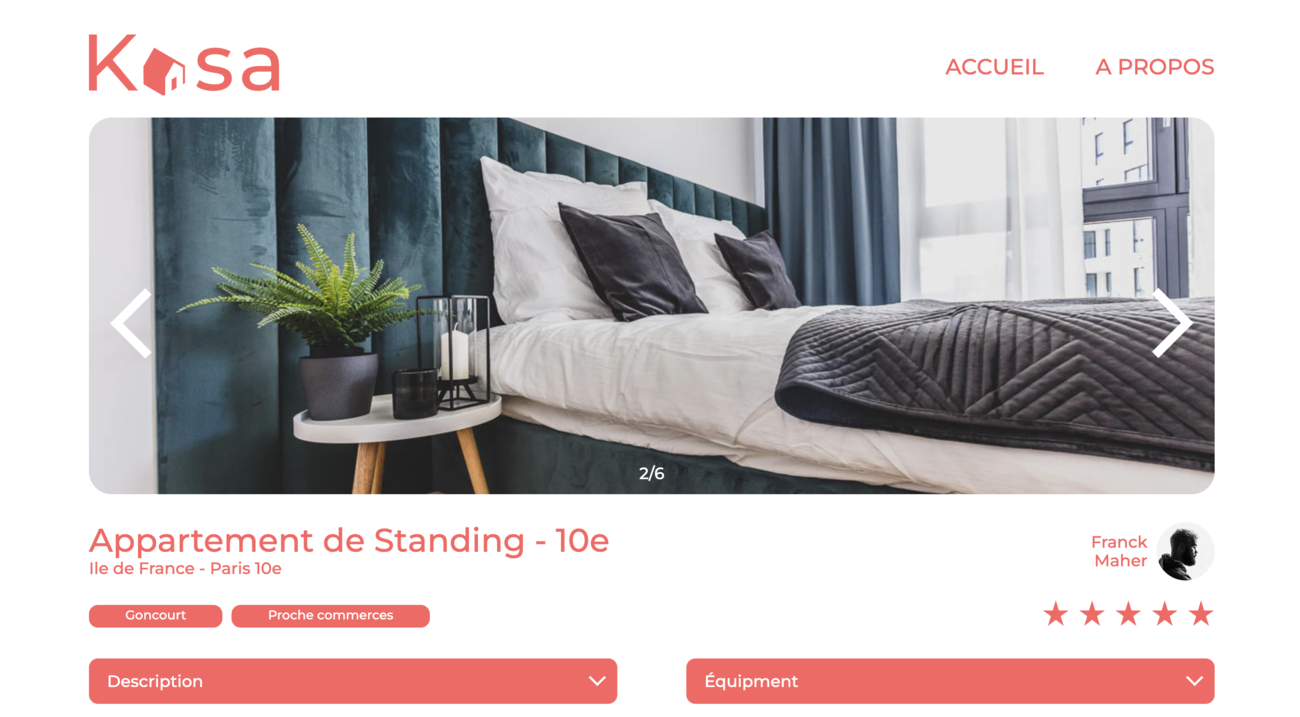 Kasa
ACCUEIL
A PROPOS
2/6
Appartement de Standing - 10e
Ile de France - Paris 10e
Franck
Maher
Goncourt
Proche commerces
Description
Équipment